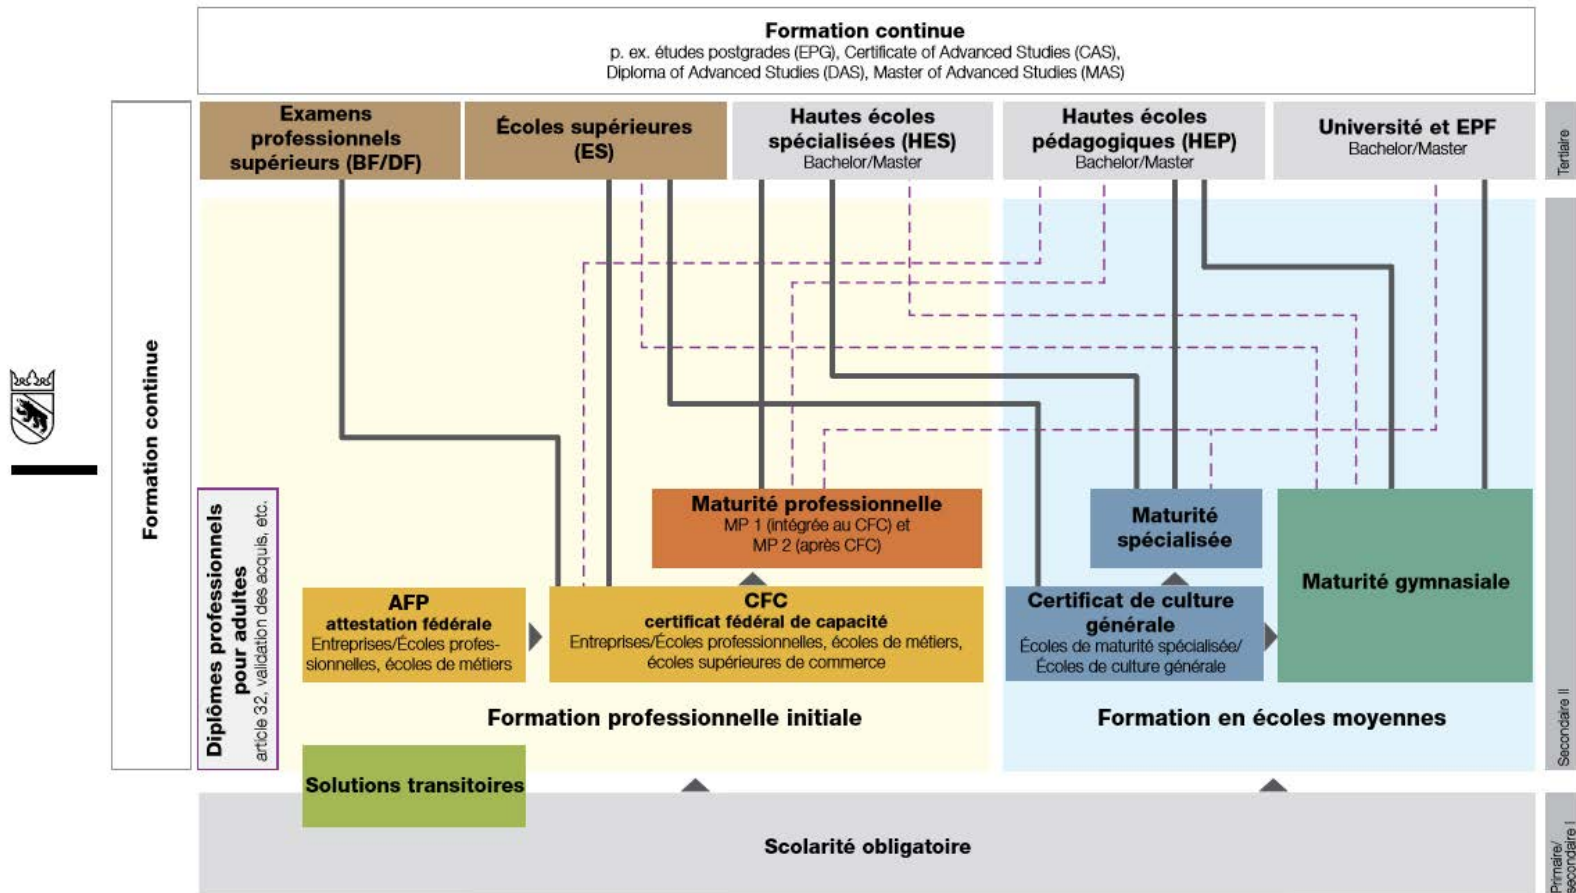 Formation continue
p. ex. études postgrades (EPG), Certificate of Advanced Studies (CAS),
Diploma of Advanced Studies (DAS), Master of Advanced Studies (MAS)
Examens
professionnels
supérieurs (BF/DF)
Écoles supérieures
(ES)
Hautes écoles
spécialisées (HES)
Bachelor/Master
Hautes écoles
pédagogiques (HEP)
Bachelor/Master
Université et EPF
Bachelor/Master
Tertiaire
Formation continue
Diplômes professionnels
pour adultes
article 32, validation des acquis, etc.
Maturité professionnelle
MP 1 (intégrée au CFC) et
MP 2 (après CFC)
Maturité
spécialisée
Maturité gymnasiale
AFP
attestation fédérale
Entreprises/Écoles profes-
sionnelles, écoles de métiers
CFC
certificat fédéral de capacité
Entreprises/Écoles professionnelles, écoles de métiers,
écoles supérieures de commerce
Certificat de culture
générale
Écoles de maturité spécialisée/
Écoles de culture générale
Formation professionnelle initiale
Formation en écoles moyennes
Secondaire II
Solutions transitoires
Scolarité obligatoire
Primaire/
secondaire I